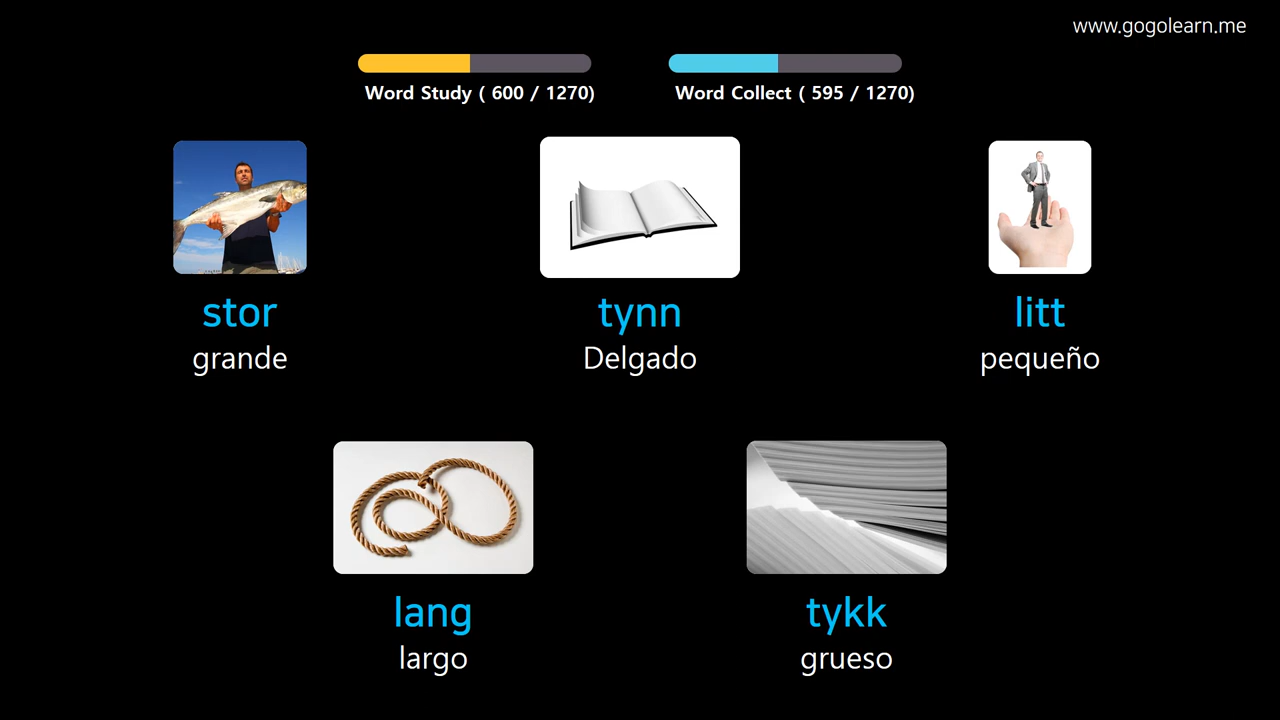 www.gogolearn.me
Word Study ( 600 / 1270)
Word Collect ( 595 / 1270)
stor
grande
tynn
Delgado
litt
pequeño
lang
largo
tykk
grueso